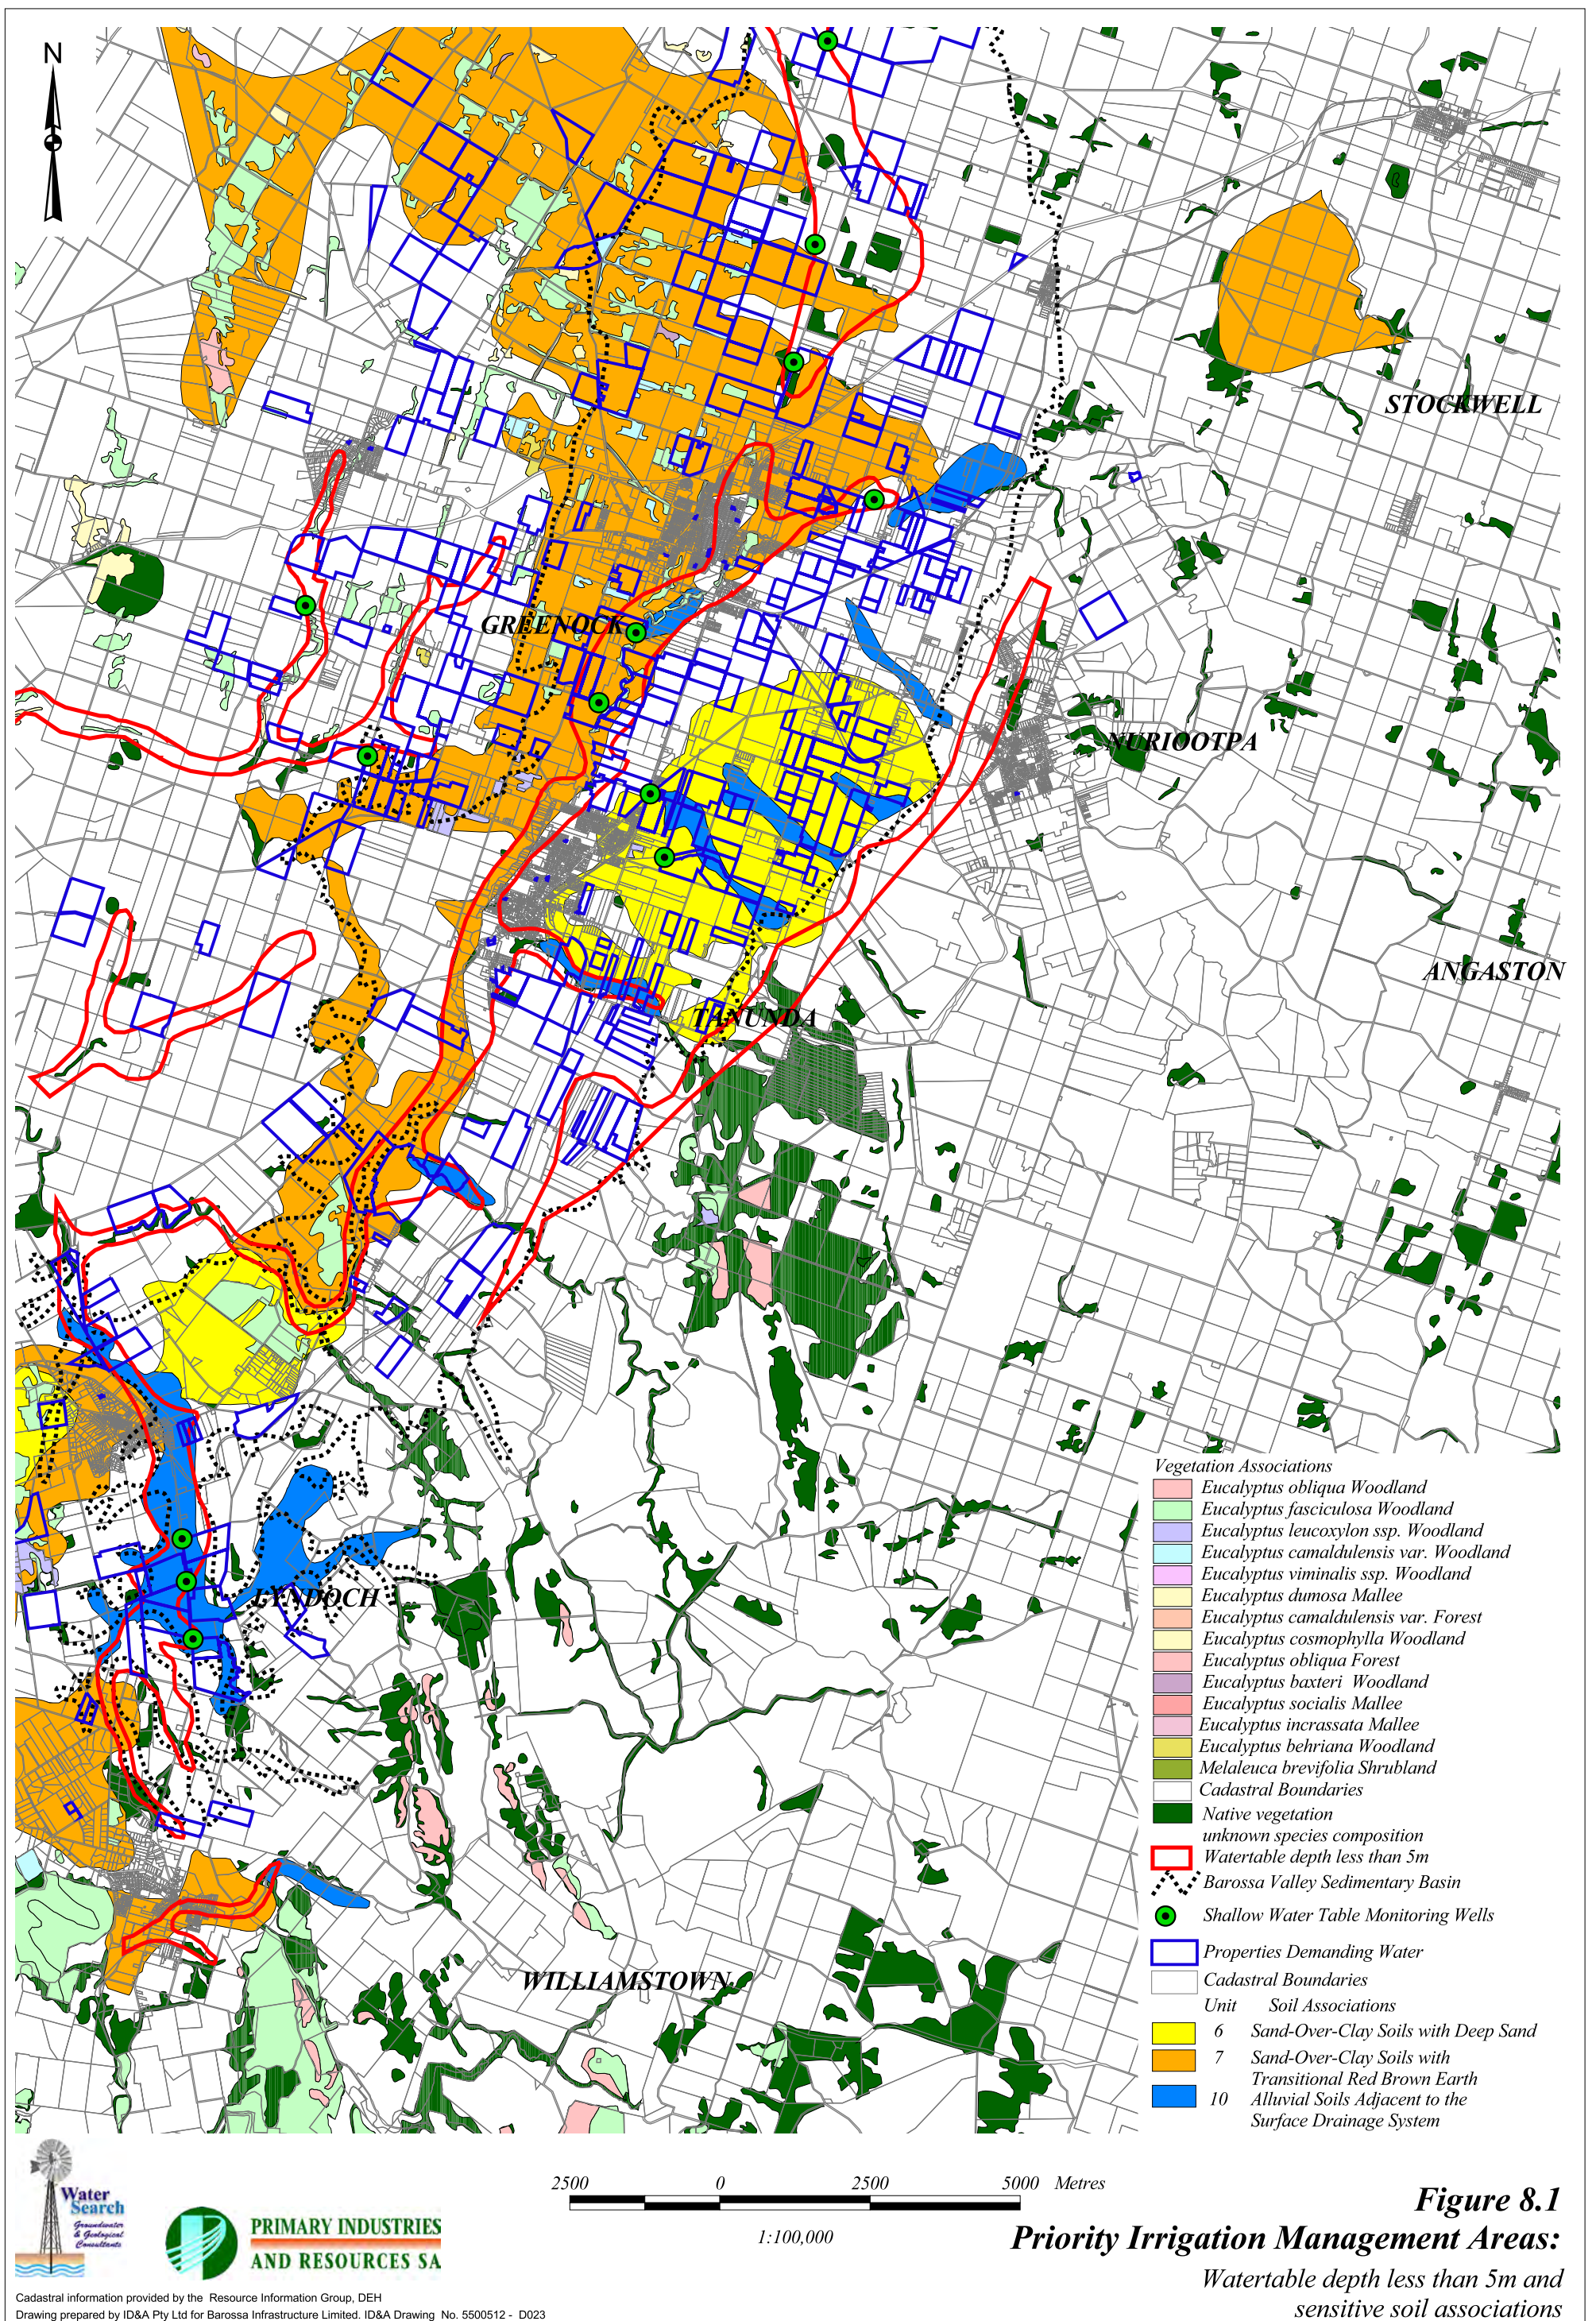 N
STOCKWELL
GREENOCK
NURIOOTPA
ANGASTON
TANUNDA
LYNDOCH
WILLIAMSTOWN
Vegetation Associations
Eucalyptus obliqua Woodland
Eucalyptus fasciculosa Woodland
Eucalyptus leucoxylon ssp. Woodland
Eucalyptus camaldulensis var. Woodland
Eucalyptus viminalis ssp. Woodland
Eucalyptus dumosa Mallee
Eucalyptus camaldulensis var. Forest
Eucalyptus cosmophylla Woodland
Eucalyptus obliqua Forest
Eucalyptus baxteri Woodland
Eucalyptus socialis Mallee
Eucalyptus incrassata Mallee
Eucalyptus behriana Woodland
Melaleuca brevifolia Shrubland
Cadastral Boundaries
Native vegetation
unknown species composition
Watertable depth less than 5m
Barossa Valley Sedimentary Basin
Shallow Water Table Monitoring Wells
Properties Demanding Water
Cadastral Boundaries
Unit Soil Associations
6 Sand-Over-Clay Soils with Deep Sand
7 Sand-Over-Clay Soils with
Transitional Red Brown Earth
10 Alluvial Soils Adjacent to the
Surface Drainage System
Water
Search
Groundwater
& Geological
Consultants
PRIMARY INDUSTRIES
AND RESOURCES SA
2500 0 2500 5000 Metres
1:100,000
Figure 8.1
Priority Irrigation Management Areas:
Watertable depth less than 5m and
sensitive soil associations
Cadastral information provided by the Resource Information Group, DEH
Drawing prepared by ID&A Pty Ltd for Barossa Infrastructure Limited. ID&A Drawing No. 5500512 - D023